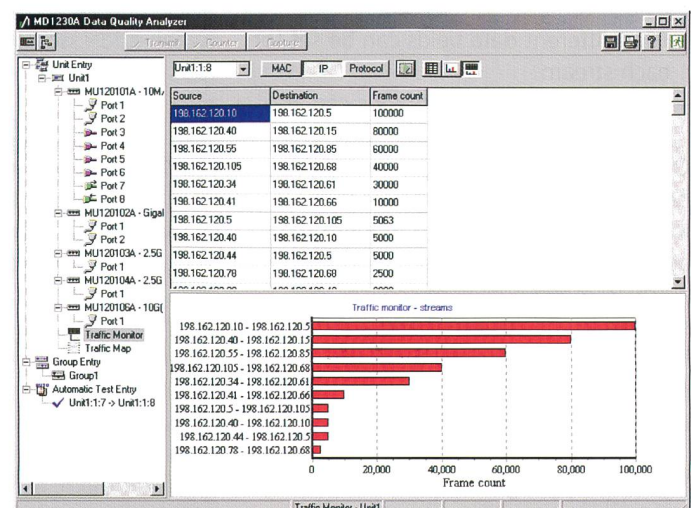 MD1230A Data Quality Analyzer
Transmit Counter Capture
Unit Entry
Unit1
MU120101A - 10M/
Port 1
Port 2
Port 3
Port 4
Port 5
Port 6
Port 7
Port 8
MU120102A - Gigal
Port 1
Port 2
MU120103A - 2.5G
Port 1
MU120104A - 2.5G
Port 1
MU120106A - 10G(
Port 1
Traffic Monitor
Traffic Map
Group Entry
Group1
Automatic Test Entry
Unit1:1:7 -> Unit1:1:8
Unit1:1:8 MAC IP Protocol
Source Destination Frame count
198.162.120.10 198.162.120.5 100000
198.162.120.40 198.162.120.15 80000
198.162.120.55 198.162.120.85 60000
198.162.120.105 198.162.120.68 40000
198.162.120.34 198.162.120.61 30000
198.162.120.41 198.162.120.66 10000
198.162.120.5 198.162.120.105 5063
198.162.120.40 198.162.120.10 5000
198.162.120.44 198.162.120.5 5000
198.162.120.78 198.162.120.68 2500
Traffic monitor - streams
198.162.120.10 - 198.162.120.5
198.162.120.40 - 198.162.120.15
198.162.120.55 - 198.162.120.85
198.162.120.105 - 198.162.120.68
198.162.120.34 - 198.162.120.61
198.162.120.41 - 198.162.120.66
198.162.120.5 - 198.162.120.105
198.162.120.40 - 198.162.120.10
198.162.120.44 - 198.162.120.5
198.162.120.78 - 198.162.120.68
0 20,000 40,000 60,000 80,000 100,000
Frame count
Traffic Monitor - Unit1